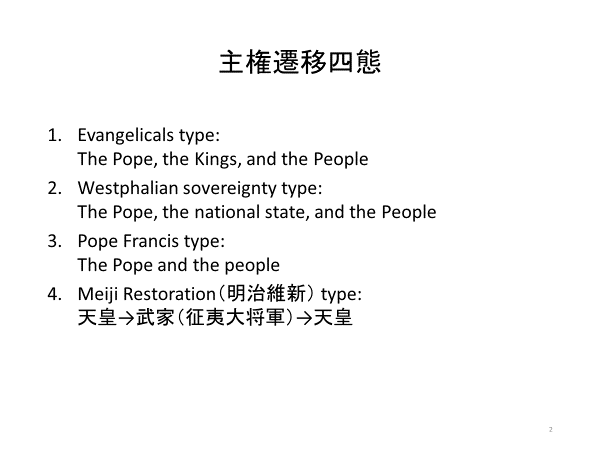 主権遷移四態
1. Evangelicals type:
The Pope, the Kings, and the People
2. Westphalian sovereignty type:
The Pope, the national state, and the People
3. Pope Francis type:
The Pope and the people
4. Meiji Restoration（明治維新） type:
天皇→武家（征夷大将軍）→天皇
2